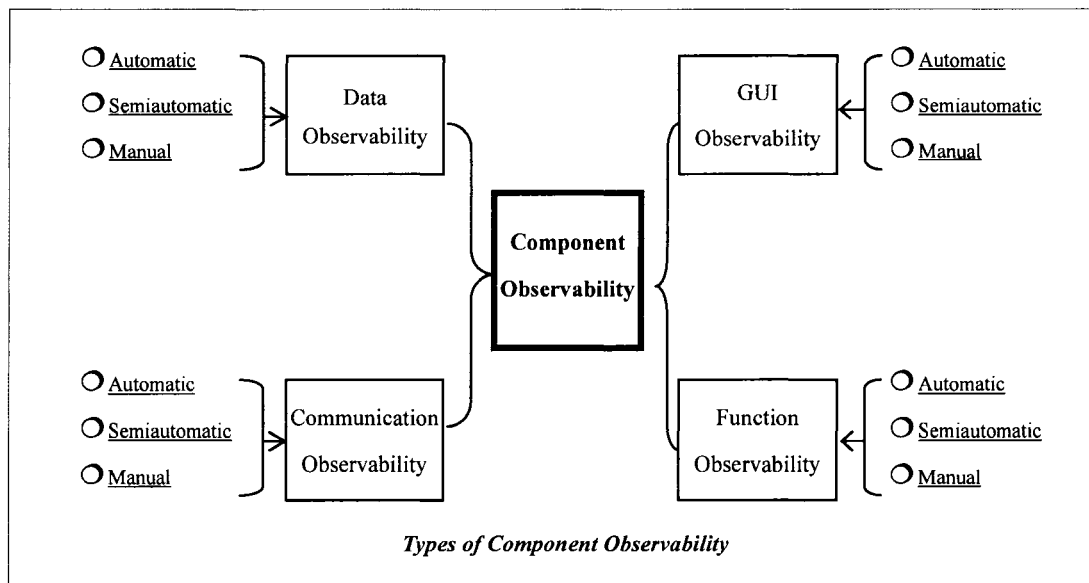 Automatic
Semiautomatic
Manual
Data
Observability
GUI
Observability
Automatic
Semiautomatic
Manual
Component
Observability
Automatic
Semiautomatic
Manual
Communication
Observability
Function
Observability
Automatic
Semiautomatic
Manual
Types of Component Observability